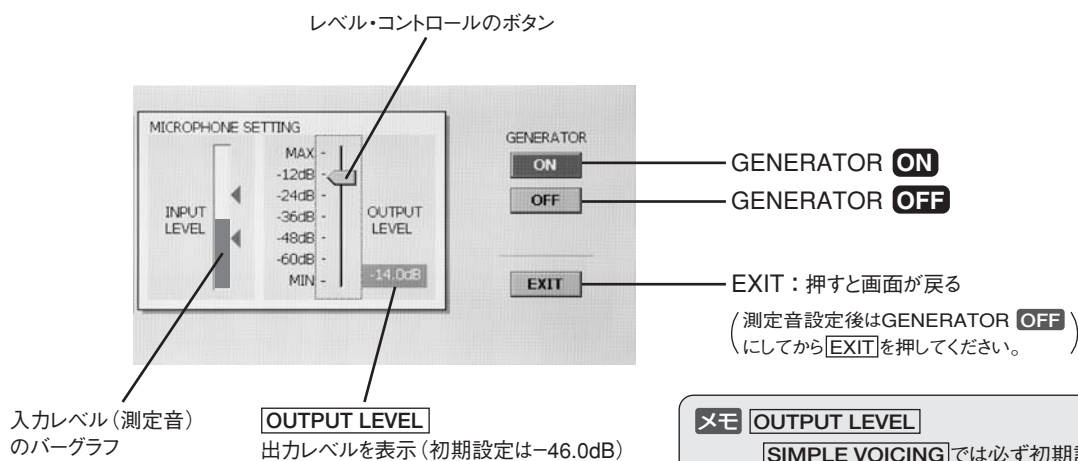 レベル・コントロールのボタン
MICROPHONE SETTING
MAX -
-12dB -
-24dB -
-36dB -
-48dB -
-60dB -
MIN -
INPUT
LEVEL
OUTPUT
LEVEL
-14.0dB
GENERATOR
ON
OFF
EXIT
GENERATOR ON
GENERATOR OFF
EXIT：押すと画面が戻る
(測定音設定後はGENERATOR OFF
にしてからEXITを押してください。)
入力レベル（測定音）
のバーグラフ
OUTPUT LEVEL
出力レベルを表示（初期設定は−46.0dB）
メモ OUTPUT LEVEL
SIMPLE VOICINGでは必ず初期